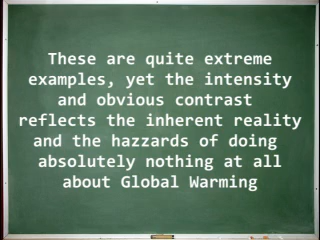 These are quite extreme
examples, yet the intensity
and obvious contrast
reflects the inherent reality
and the hazzards of doing
absolutely nothing at all
about Global Warming